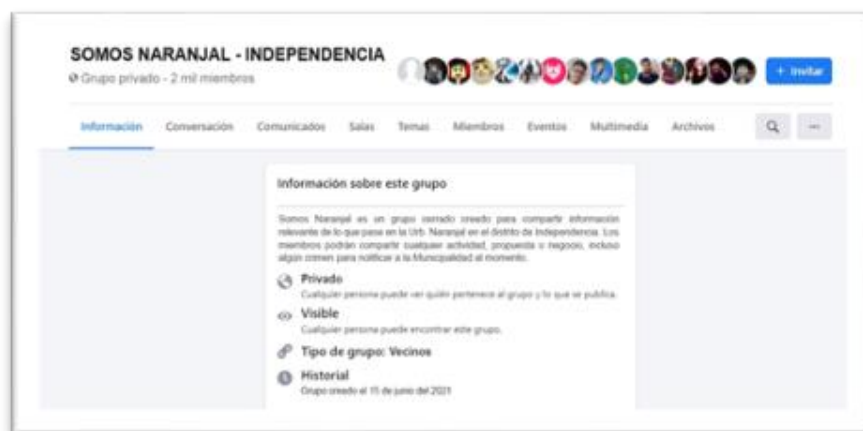 SOMOS NARANJAL - INDEPENDENCIA
Grupo privado - 2 mil miembros
+ Invitar
Información Conversación Comunicados Salas Temas Miembros Eventos Multimedia Archivos
Información sobre este grupo
Somos Naranjal es un grupo cerrado creado para compartir información
relevante de lo que pasa en la Urb. Naranjal en el distrito de Independencia. Los
miembros podrán compartir cualquier actividad, propuesta o negocio, incluso
algún crimen para notificar a la Municipalidad al momento.
Privado
Cualquier persona puede ver quién pertenece al grupo y lo que se publica.
Visible
Cualquier persona puede encontrar este grupo.
Tipo de grupo: Vecinos
Historial
Grupo creado el 15 de junio del 2021